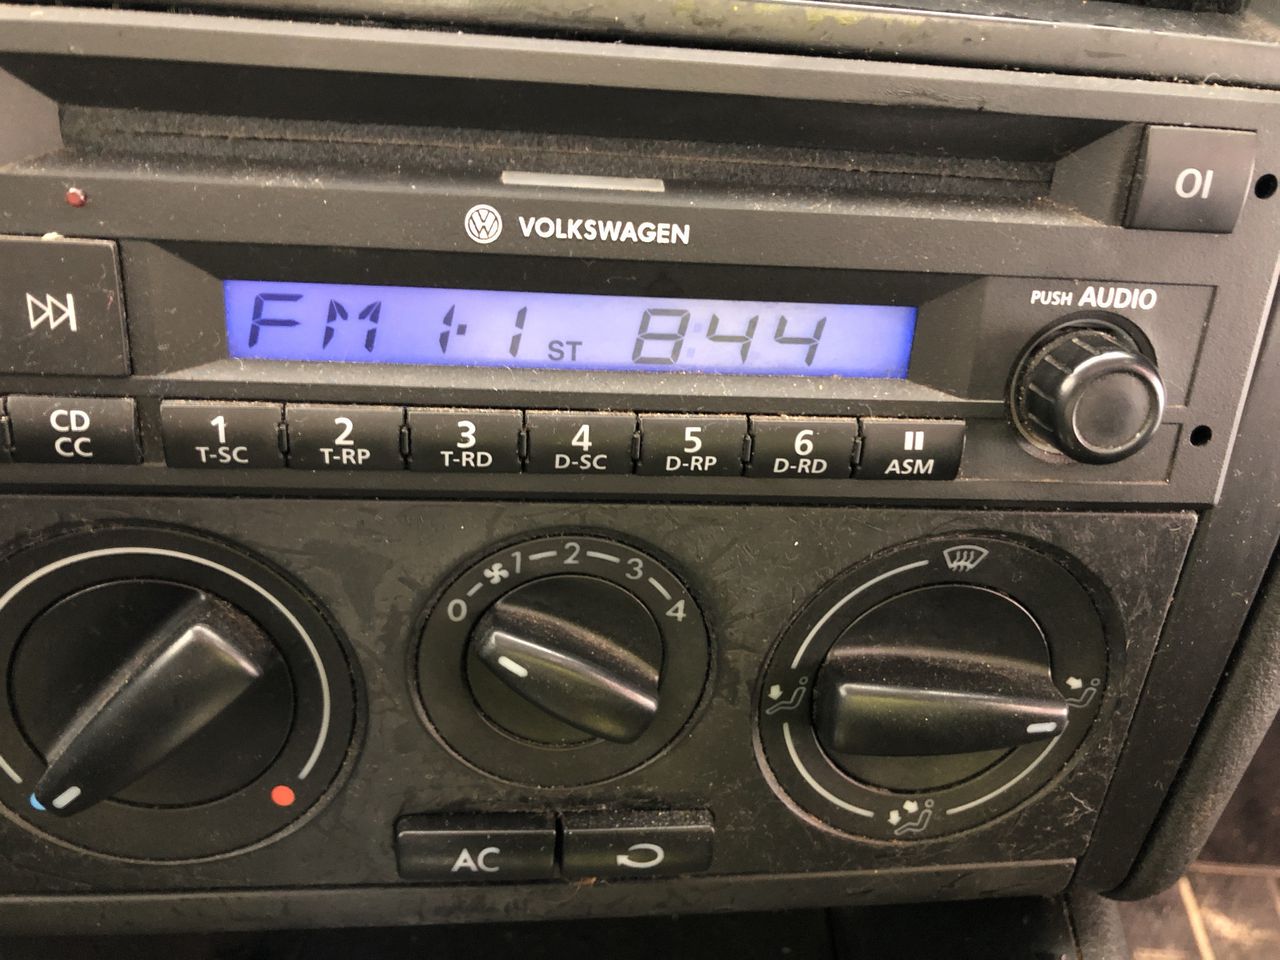 OI
VOLKSWAGEN
PUSH AUDIO
FM 1-1 ST 8:44
CD 1 2 3 4 5 6
CC T-SC T-RP T-RD D-SC D-RP D-RD ASM
0 1 2 3 4
AC